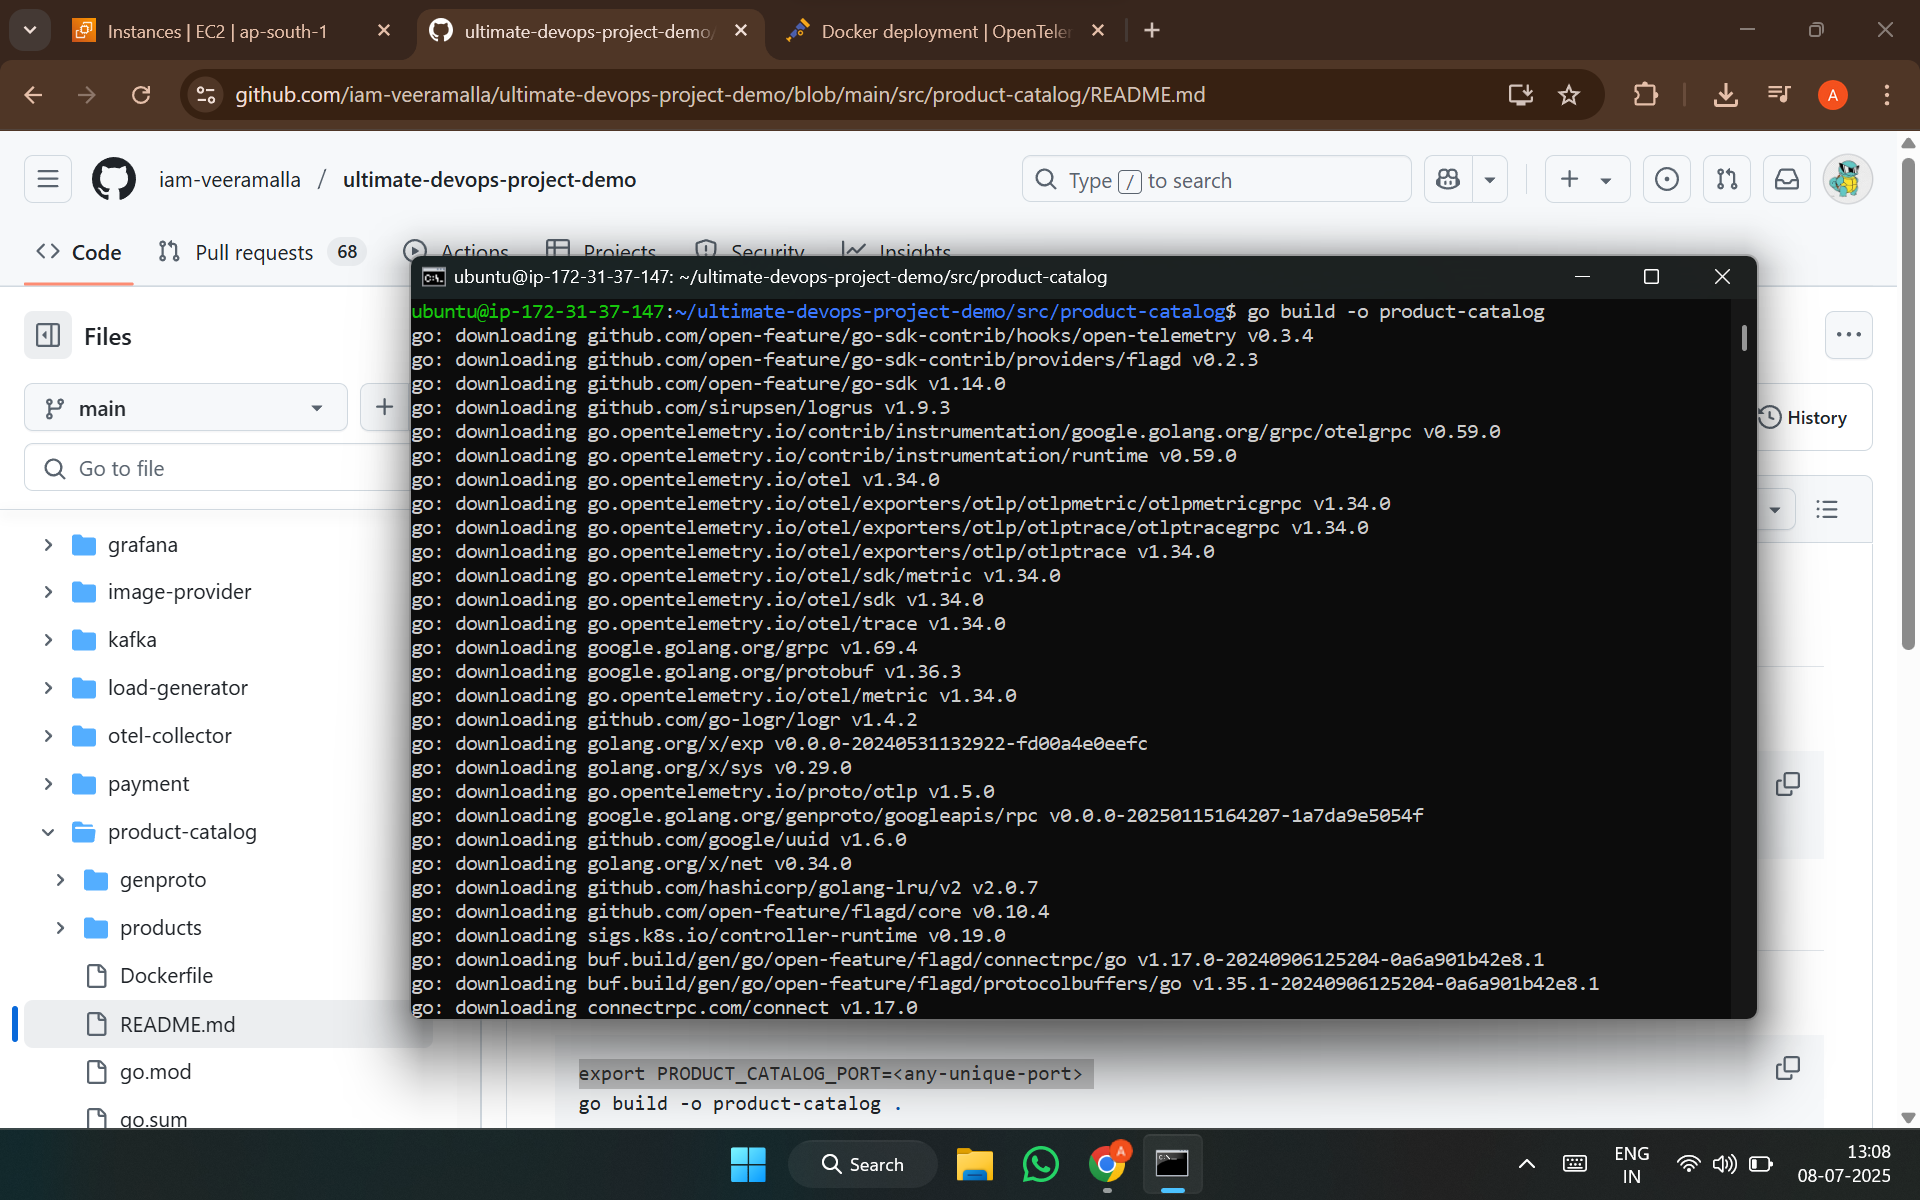 Instances | EC2 | ap-south-1
ultimate-devops-project-demo/
Docker deployment | OpenTele
github.com/iam-veeramalla/ultimate-devops-project-demo/blob/main/src/product-catalog/README.md
A
iam-veeramalla / ultimate-devops-project-demo
Type / to search
Code
Pull requests 68
Actions
Projects
Security
Insights
Files
main
Go to file
History
grafana
image-provider
kafka
load-generator
otel-collector
payment
product-catalog
genproto
products
Dockerfile
README.md
go.mod
go.sum
ubuntu@ip-172-31-37-147: ~/ultimate-devops-project-demo/src/product-catalog
ubuntu@ip-172-31-37-147:~/ultimate-devops-project-demo/src/product-catalog$ go build -o product-catalog
go: downloading github.com/open-feature/go-sdk-contrib/hooks/open-telemetry v0.3.4
go: downloading github.com/open-feature/go-sdk-contrib/providers/flagd v0.2.3
go: downloading github.com/open-feature/go-sdk v1.14.0
go: downloading github.com/sirupsen/logrus v1.9.3
go: downloading go.opentelemetry.io/contrib/instrumentation/google.golang.org/grpc/otelgrpc v0.59.0
go: downloading go.opentelemetry.io/contrib/instrumentation/runtime v0.59.0
go: downloading go.opentelemetry.io/otel v1.34.0
go: downloading go.opentelemetry.io/otel/exporters/otlp/otlpmetric/otlpmetricgrpc v1.34.0
go: downloading go.opentelemetry.io/otel/exporters/otlp/otlptrace/otlptracegrpc v1.34.0
go: downloading go.opentelemetry.io/otel/exporters/otlp/otlptrace v1.34.0
go: downloading go.opentelemetry.io/otel/sdk/metric v1.34.0
go: downloading go.opentelemetry.io/otel/sdk v1.34.0
go: downloading go.opentelemetry.io/otel/trace v1.34.0
go: downloading google.golang.org/grpc v1.69.4
go: downloading google.golang.org/protobuf v1.36.3
go: downloading go.opentelemetry.io/otel/metric v1.34.0
go: downloading github.com/go-logr/logr v1.4.2
go: downloading golang.org/x/exp v0.0.0-20240531132922-fd00a4e0eefc
go: downloading golang.org/x/sys v0.29.0
go: downloading go.opentelemetry.io/proto/otlp v1.5.0
go: downloading google.golang.org/genproto/googleapis/rpc v0.0.0-20250115164207-1a7da9e5054f
go: downloading github.com/google/uuid v1.6.0
go: downloading golang.org/x/net v0.34.0
go: downloading github.com/hashicorp/golang-lru/v2 v2.0.7
go: downloading github.com/open-feature/flagd/core v0.10.4
go: downloading sigs.k8s.io/controller-runtime v0.19.0
go: downloading buf.build/gen/go/open-feature/flagd/connectrpc/go v1.17.0-20240906125204-0a6a901b42e8.1
go: downloading buf.build/gen/go/open-feature/flagd/protocolbuffers/go v1.35.1-20240906125204-0a6a901b42e8.1
go: downloading connectrpc.com/connect v1.17.0
export PRODUCT_CATALOG_PORT=<any-unique-port>
go build -o product-catalog .
Search
A
ENG
IN
13:08
08-07-2025